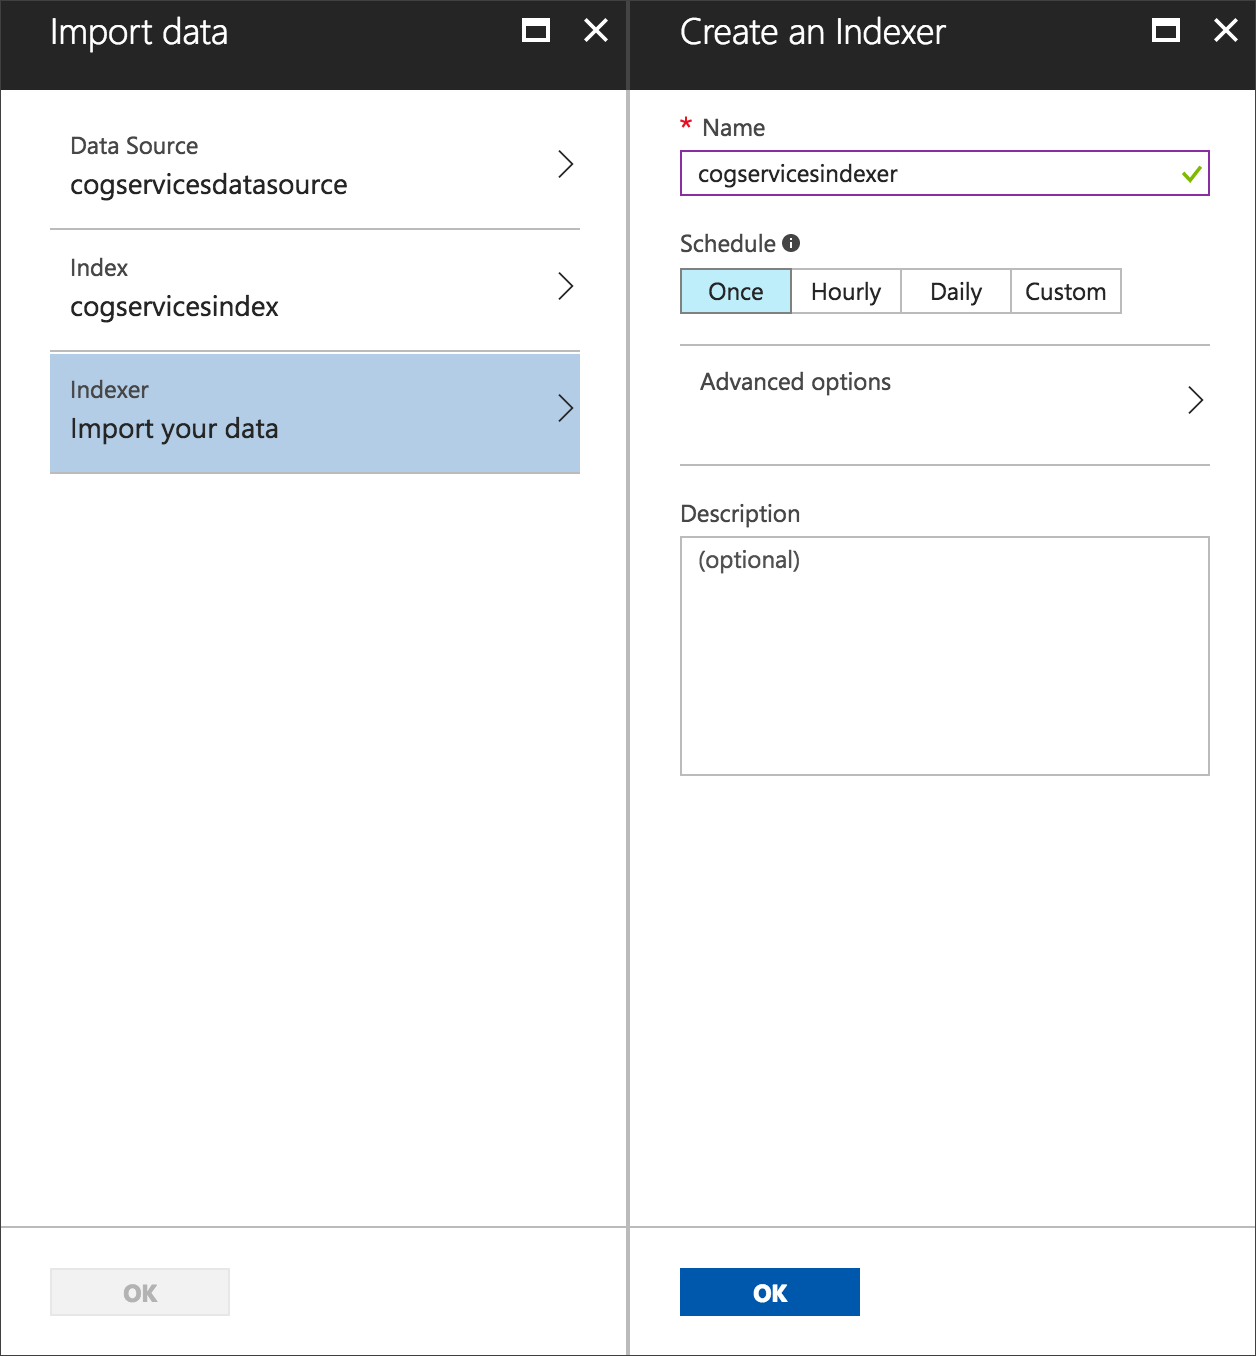 Import data
Data Source
cogservicesdatasource
Index
cogservicesindex
Indexer
Import your data
OK
Create an Indexer
* Name
cogservicesindexer
Schedule
Once Hourly Daily Custom
Advanced options
Description
(optional)
OK